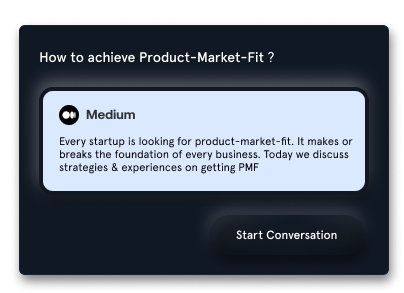 How to achieve Product-Market-Fit ?
Medium
Every startup is looking for product-market-fit. It makes or
breaks the foundation of every business. Today we discuss
strategies & experiences on getting PMF
Start Conversation